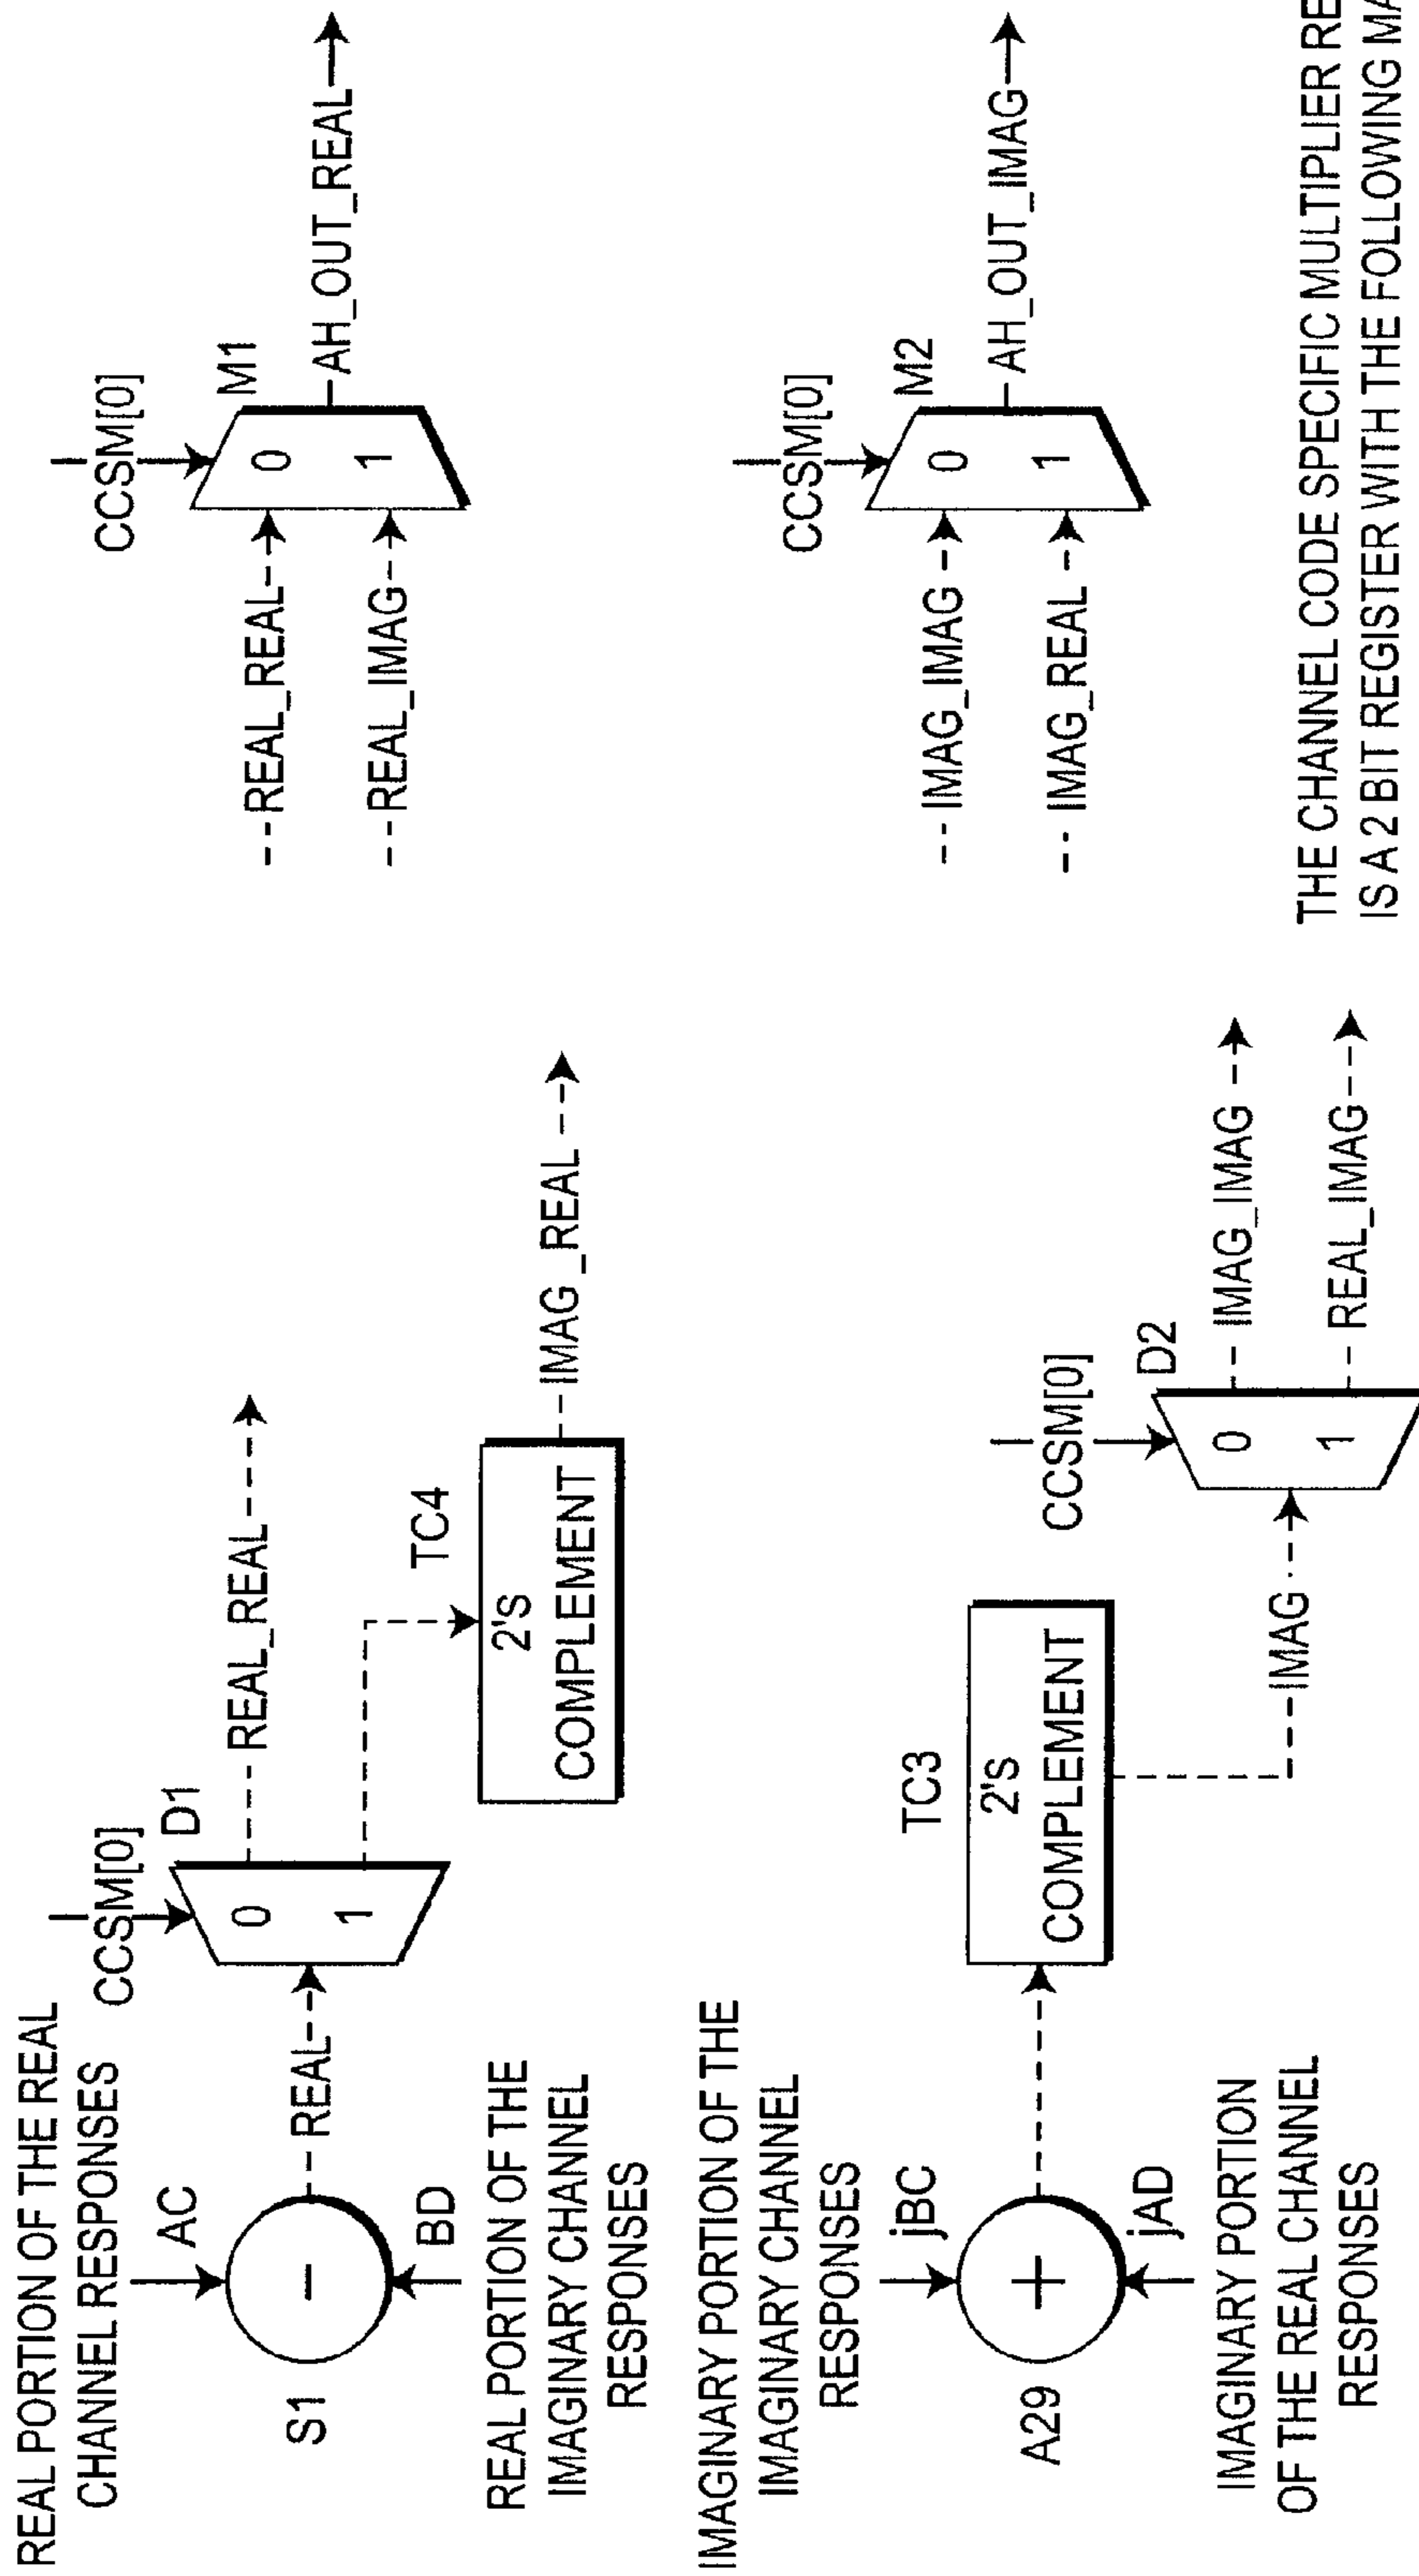 REAL PORTION OF THE REAL
CHANNEL RESPONSES
AC
S1
-
BD
REAL PORTION OF THE
IMAGINARY CHANNEL
RESPONSES
REAL
CCSM[0]
D1
0
1
REAL_REAL
TC4
2's
COMPLEMENT
IMAG_REAL
CCSM[0]
M1
REAL_REAL
REAL_IMAG
0
1
AH_OUT_REAL
IMAGINARY PORTION OF THE
IMAGINARY CHANNEL
RESPONSES
jBC
A29
+
jAD
IMAGINARY PORTION
OF THE REAL CHANNEL
RESPONSES
TC3
2's
COMPLEMENT
IMAG
CCSM[0]
D2
0
1
IMAG_IMAG
REAL_IMAG
CCSM[0]
M2
IMAG_IMAG
IMAG_REAL
0
1
AH_OUT_IMAG
THE CHANNEL CODE SPECIFIC MULTIPLIER
IS A 2 BIT REGISTER WITH THE FOLLOWING